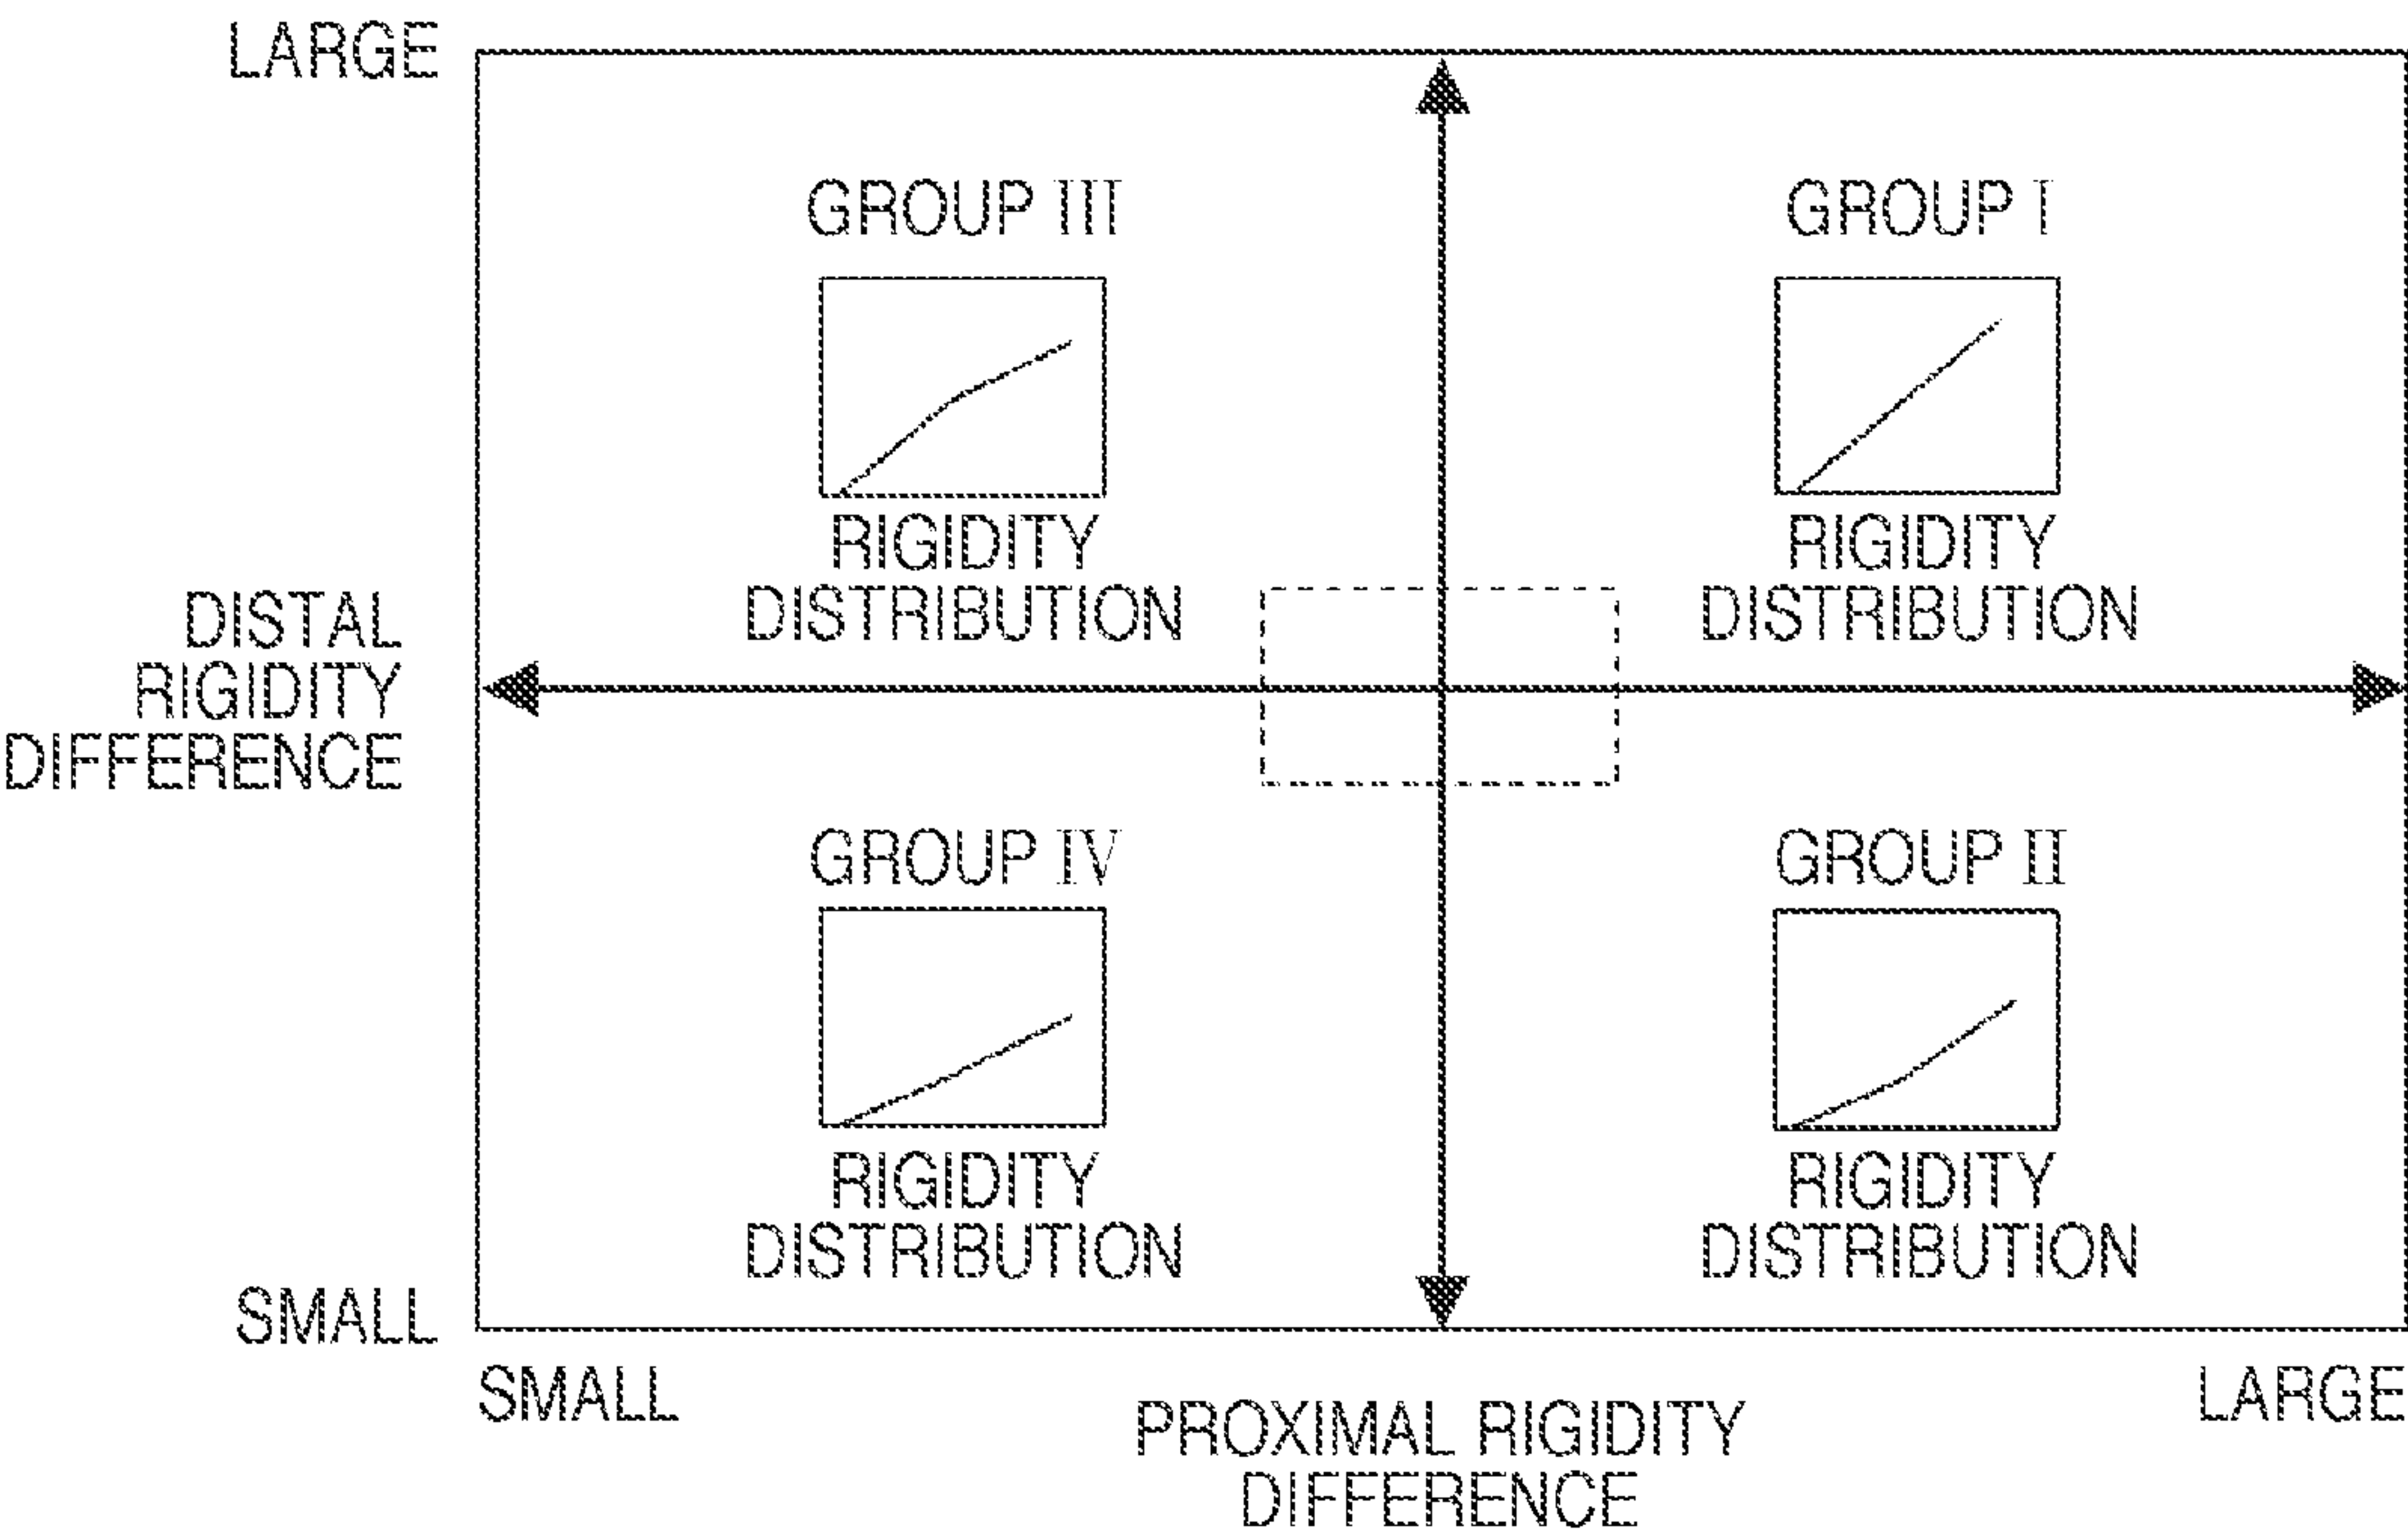 LARGE
GROUP III
GROUP I
RIGIDITY
DISTRIBUTION
RIGIDITY
DISTRIBUTION
DISTAL
RIGIDITY
DIFFERENCE
GROUP IV
GROUP II
RIGIDITY
DISTRIBUTION
RIGIDITY
DISTRIBUTION
SMALL
SMALL
LARGE
PROXIMAL RIGIDITY
DIFFERENCE